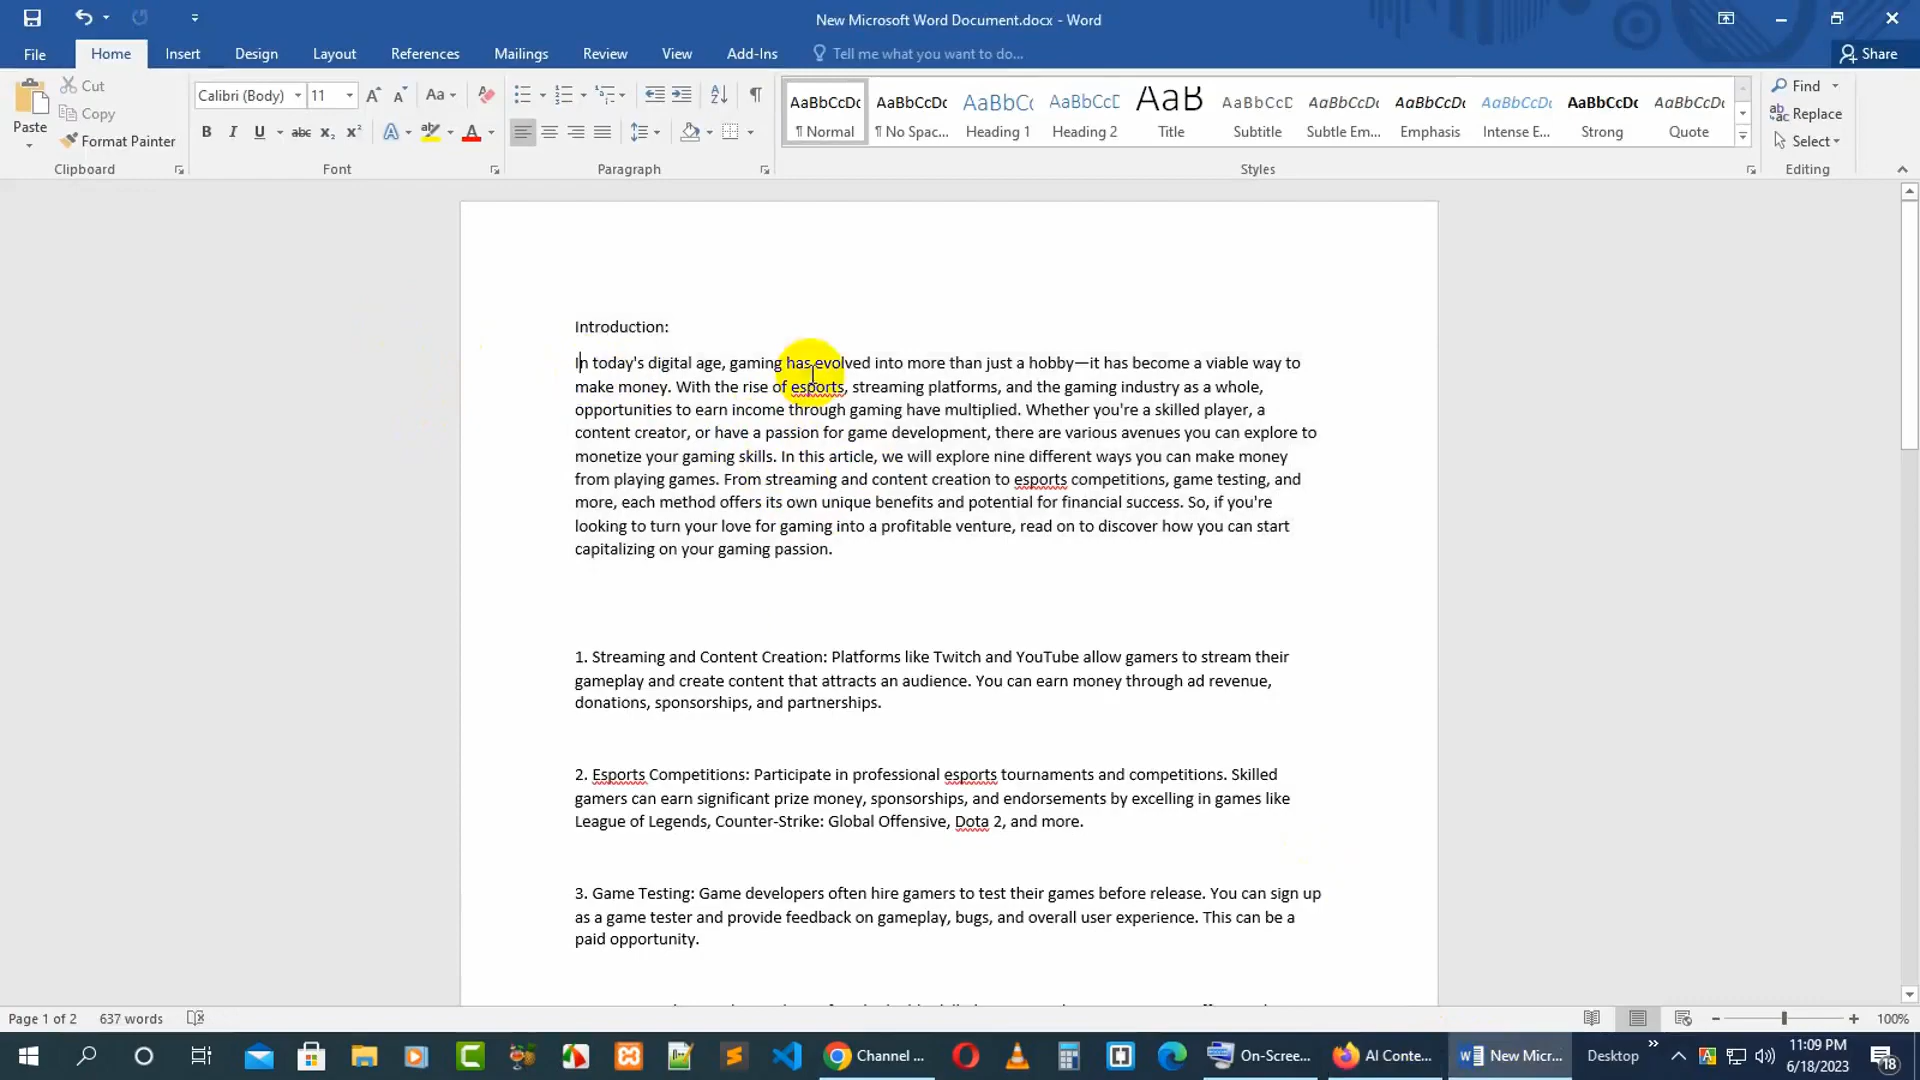 New Microsoft Word Document.docx - Word
File Home Insert Design Layout References Mailings Review View Add-Ins Tell me what you want to do... Share
Paste
Cut
Copy
Format Painter
Clipboard
Calibri (Body) 11
Font
Paragraph
AaBbCcDc AaBbCcDc AaBbCc AaBbCcD AaB AaBbCcD AaBbCcDc AaBbCcDc AaBbCcDc AaBbCcDc AaBbCcDc
¶ Normal ¶ No Spac... Heading 1 Heading 2 Title Subtitle Subtle Em... Emphasis Intense E... Strong Quote
Styles
Find
Replace
Select
Editing
Introduction:
In today's digital age, gaming has evolved into more than just a hobby—it has become a viable way to
make money. With the rise of esports, streaming platforms, and the gaming industry as a whole,
opportunities to earn income through gaming have multiplied. Whether you're a skilled player, a
content creator, or have a passion for game development, there are various avenues you can explore to
monetize your gaming skills. In this article, we will explore nine different ways you can make money
from playing games. From streaming and content creation to esports competitions, game testing, and
more, each method offers its own unique benefits and potential for financial success. So, if you're
looking to turn your love for gaming into a profitable venture, read on to discover how you can start
capitalizing on your gaming passion.
1. Streaming and Content Creation: Platforms like Twitch and YouTube allow gamers to stream their
gameplay and create content that attracts an audience. You can earn money through ad revenue,
donations, sponsorships, and partnerships.
2. Esports Competitions: Participate in professional esports tournaments and competitions. Skilled
gamers can earn significant prize money, sponsorships, and endorsements by excelling in games like
League of Legends, Counter-Strike: Global Offensive, Dota 2, and more.
3. Game Testing: Game developers often hire gamers to test their games before release. You can sign up
as a game tester and provide feedback on gameplay, bugs, and overall user experience. This can be a
paid opportunity.
Page 1 of 2 637 words 100%
Channel ... On-Scree... AI Conte... New Micr... Desktop
11:09 PM
6/18/2023
18